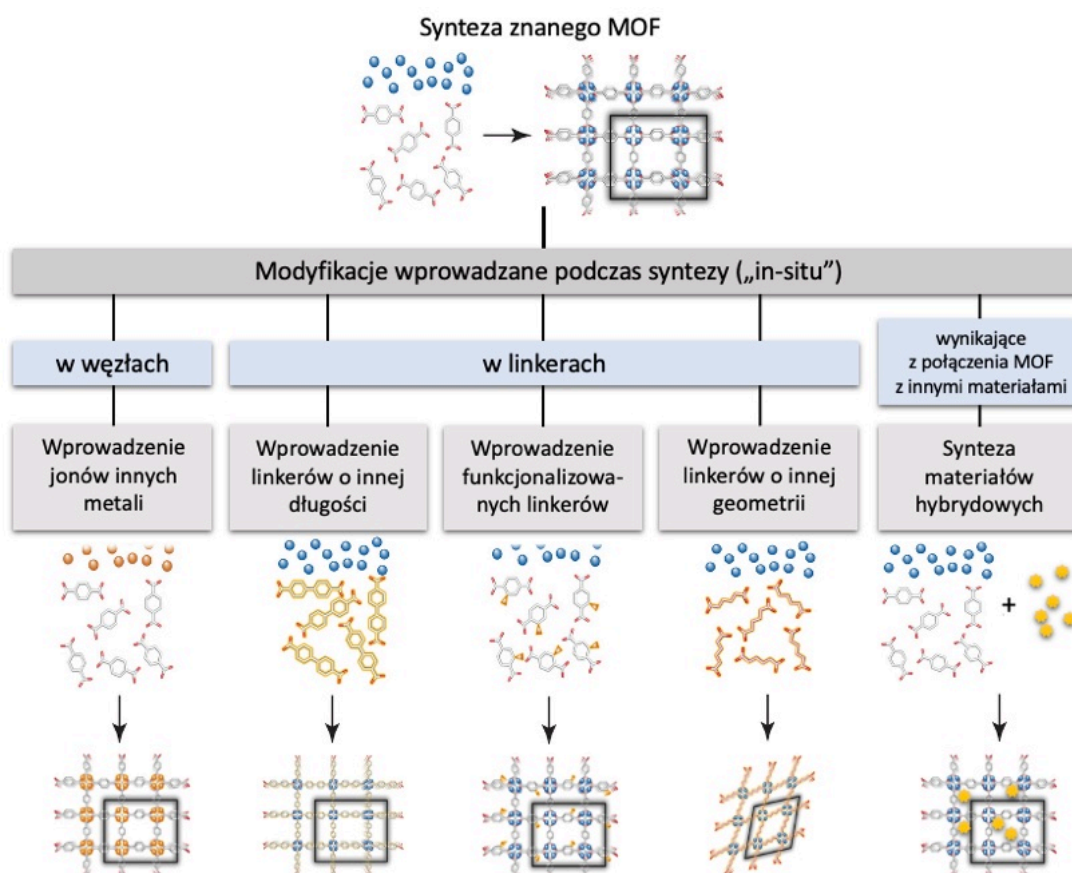 Synteza znanego MOF
Modyfikacje wprowadzane podczas syntezy („in-situ”)
w węzłach
w linkerach
wynikające
z połączenia MOF
z innymi materiałami
Wprowadzenie
jonów innych
metali
Wprowadzenie
linkerów o innej
długości
Wprowadzenie
funkcjonalizowa-
nych linkerów
Wprowadzenie
linkerów o innej
geometrii
Synteza
materiałów
hybrydowych
+